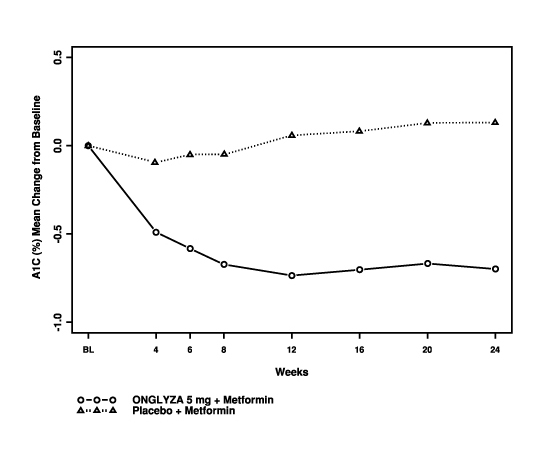 A1C (%) Mean Change from Baseline
0.5
0.0
-0.5
-1.0
BL 4 6 8 12 16 20 24
Weeks
ONGLYZA 5 mg + Metformin
Placebo + Metformin